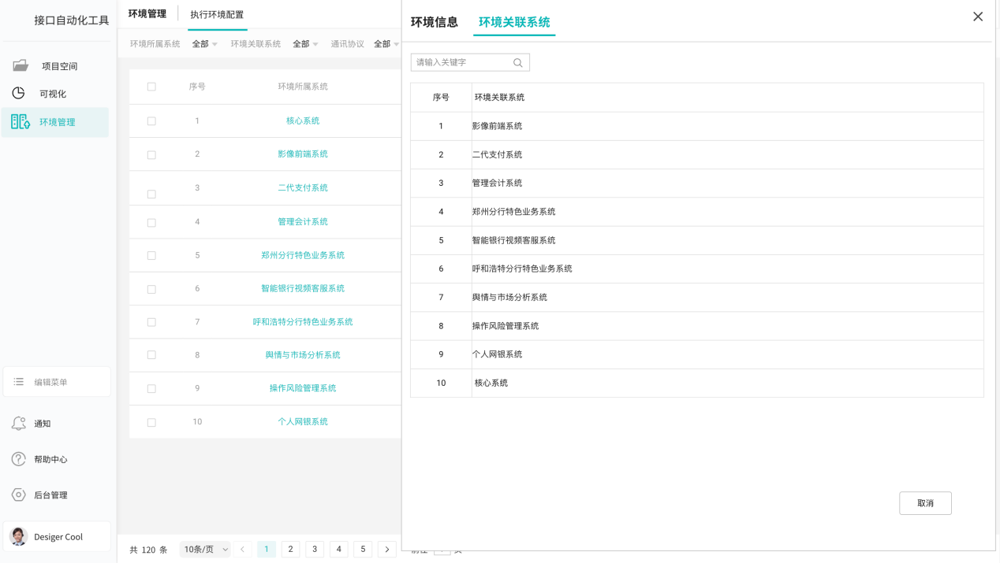 接口自动化工具
项目空间
可视化
环境管理
编辑菜单
通知
帮助中心
后台管理
Desiger Cool
环境管理
执行环境配置
环境所属系统 全部 环境关联系统 全部 通讯协议 全部
序号 环境所属系统
1 核心系统
2 影像前端系统
3 二代支付系统
4 管理会计系统
5 郑州分行特色业务系统
6 智能银行视频客服系统
7 呼和浩特分行特色业务系统
8 舆情与市场分析系统
9 操作风险管理系统
10 个人网银系统
共 120 条 10条/页 1 2 3 4 5
环境信息 环境关联系统
请输入关键字
序号 环境关联系统
1 影像前端系统
2 二代支付系统
3 管理会计系统
4 郑州分行特色业务系统
5 智能银行视频客服系统
6 呼和浩特分行特色业务系统
7 舆情与市场分析系统
8 操作风险管理系统
9 个人网银系统
10 核心系统
取消